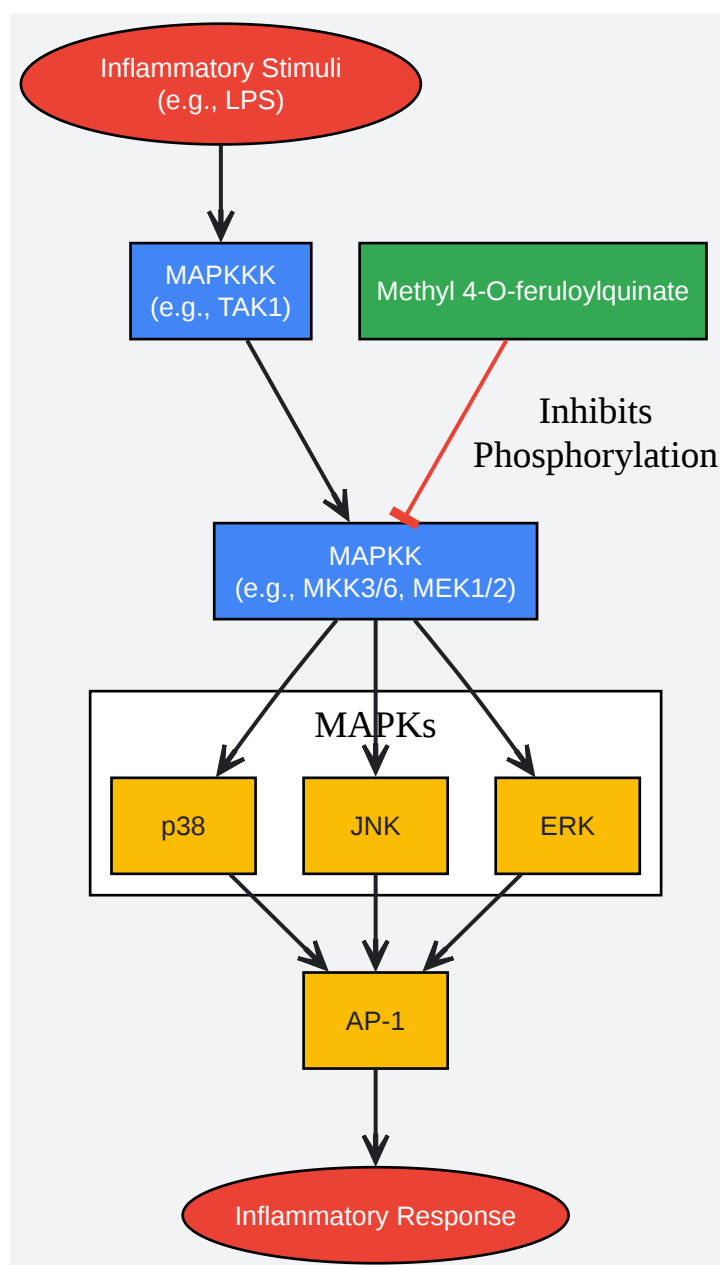 Inflammatory Stimuli
(e.g., LPS)
MAPKKK
(e.g., TAK1)
Methyl 4-O-feruloylquinate
Inhibits
Phosphorylation
MAPKK
(e.g., MKK3/6, MEK1/2)
MAPKs
p38
JNK
ERK
AP-1
Inflammatory Response